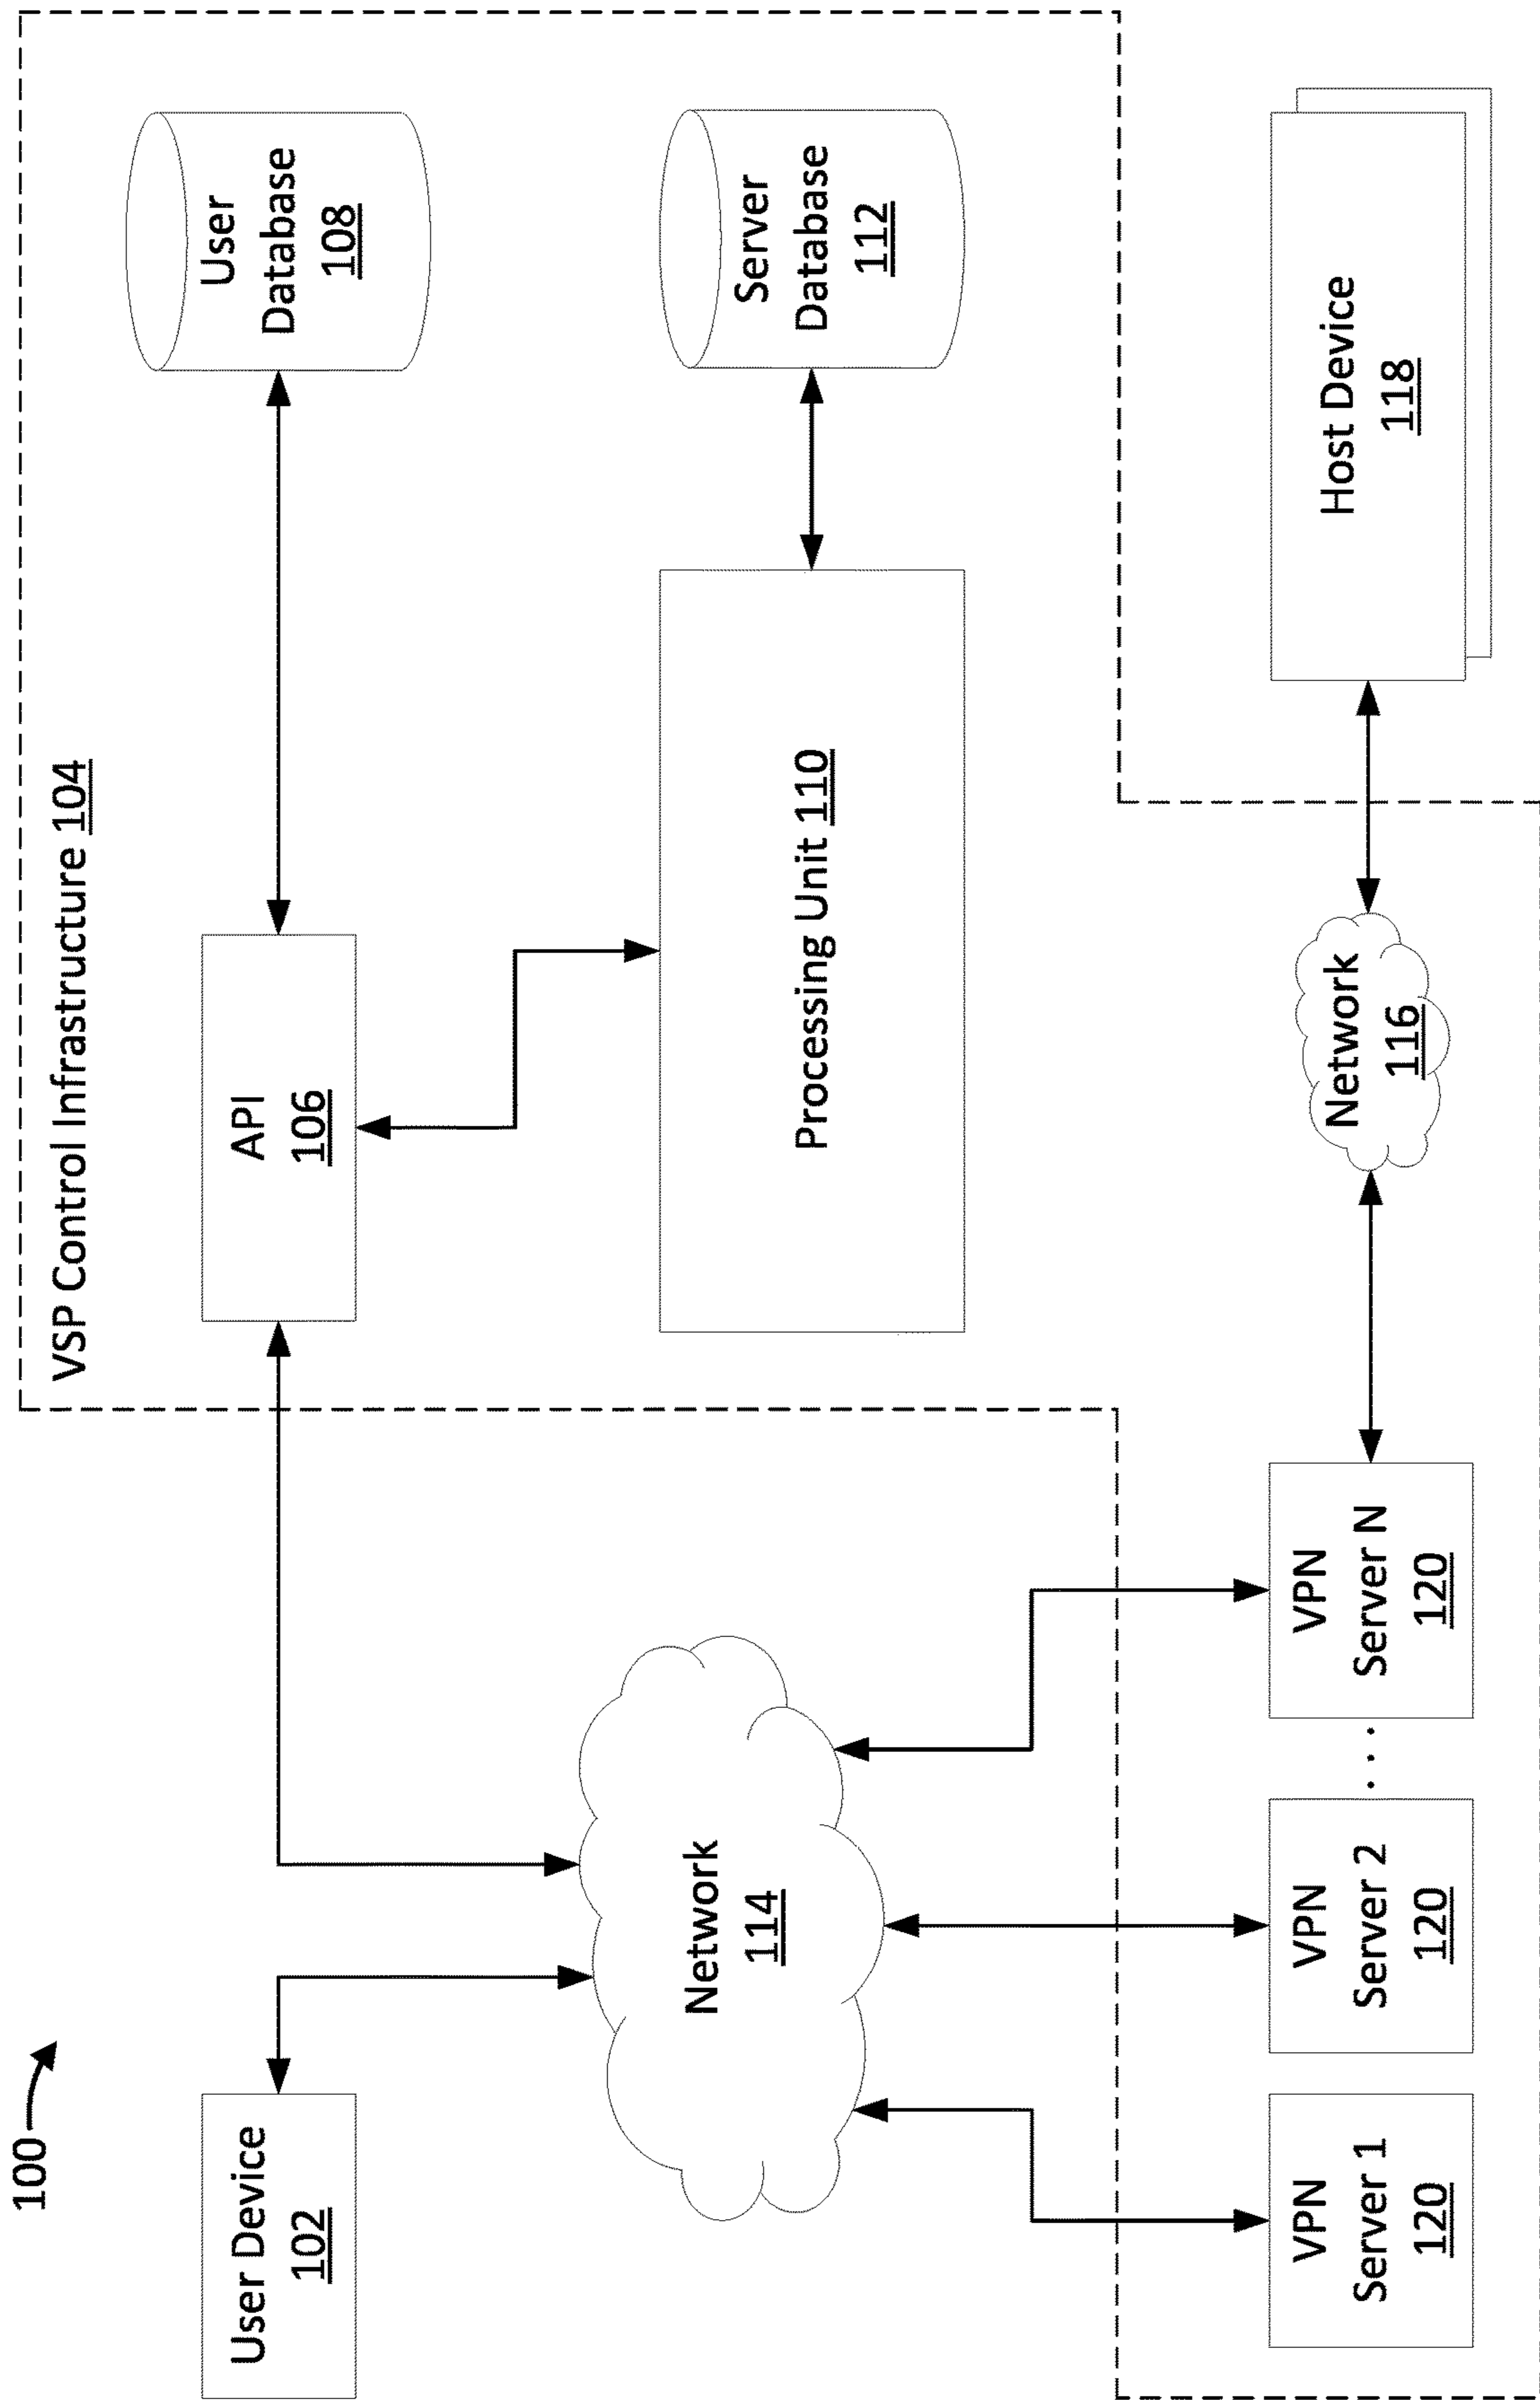 100
User Device
102
VSP Control Infrastructure 104
API
106
User
Database
108
Network
114
Processing Unit 110
Server
Database
112
VPN
Server 1
120
VPN
Server 2
120
. . .
VPN
Server N
120
Network
116
Host Device
118